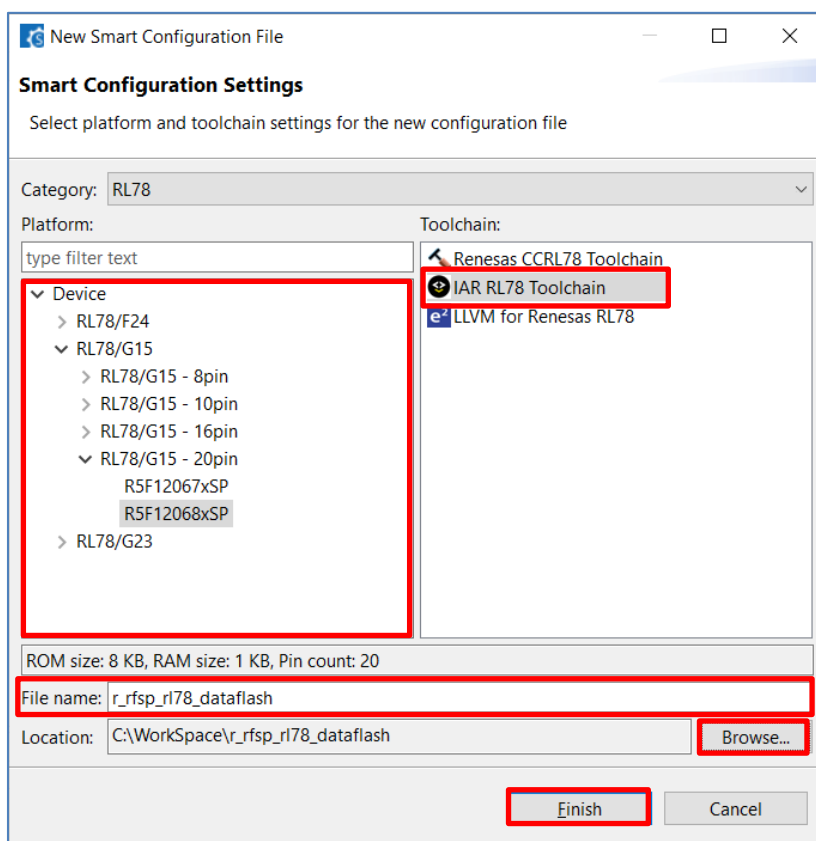 New Smart Configuration File
Smart Configuration Settings
Select platform and toolchain settings for the new configuration file
Category: RL78
Platform:
type filter text
Device
RL78/F24
RL78/G15
RL78/G15 - 8pin
RL78/G15 - 10pin
RL78/G15 - 16pin
RL78/G15 - 20pin
R5F12067xSP
R5F12068xSP
RL78/G23
Toolchain:
Renesas CCRL78 Toolchain
IAR RL78 Toolchain
e² LLVM for Renesas RL78
ROM size: 8 KB, RAM size: 1 KB, Pin count: 20
File name: r_rfsp_rl78_dataflash
Location: C:\WorkSpace\r_rfsp_rl78_dataflash Browse...
Finish Cancel